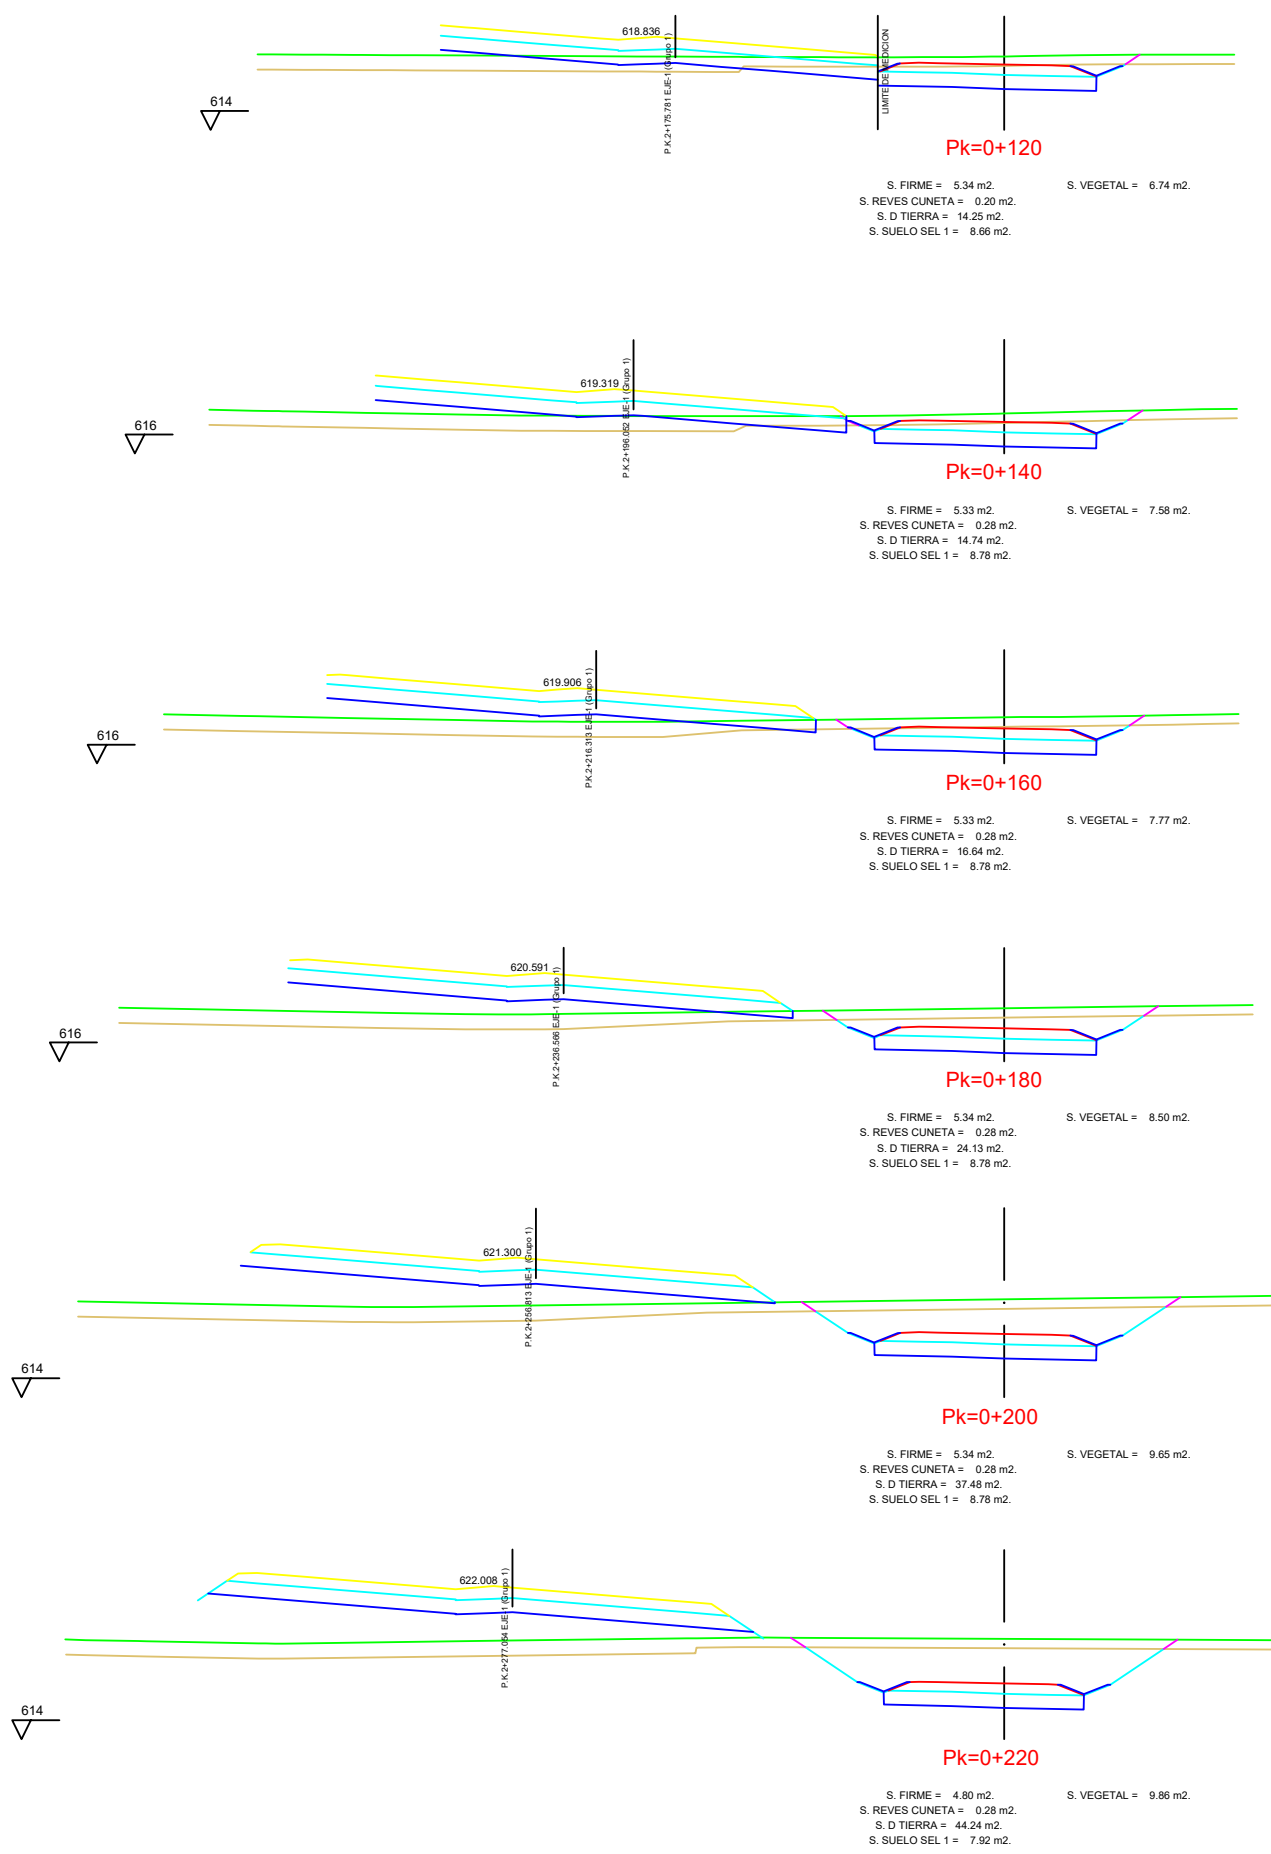 618.836
P.K.2+175.781 EJE-1 (Grupo 1)
LIMITE DE MEDICION
614
Pk=0+120
S. FIRME = 5.34 m2. S. VEGETAL = 6.74 m2.
S. REVES CUNETA = 0.20 m2.
S. D TIERRA = 14.25 m2.
S. SUELO SEL 1 = 8.66 m2.
619.319
P.K.2+196.052 EJE-1 (Grupo 1)
616
Pk=0+140
S. FIRME = 5.33 m2. S. VEGETAL = 7.58 m2.
S. REVES CUNETA = 0.28 m2.
S. D TIERRA = 14.74 m2.
S. SUELO SEL 1 = 8.78 m2.
619.906
P.K.2+216.313 EJE-1 (Grupo 1)
616
Pk=0+160
S. FIRME = 5.33 m2. S. VEGETAL = 7.77 m2.
S. REVES CUNETA = 0.28 m2.
S. D TIERRA = 16.64 m2.
S. SUELO SEL 1 = 8.78 m2.
620.591
P.K.2+236.566 EJE-1 (Grupo 1)
616
Pk=0+180
S. FIRME = 5.34 m2. S. VEGETAL = 8.50 m2.
S. REVES CUNETA = 0.28 m2.
S. D TIERRA = 24.13 m2.
S. SUELO SEL 1 = 8.78 m2.
621.300
P.K.2+256.813 EJE-1 (Grupo 1)
614
Pk=0+200
S. FIRME = 5.34 m2. S. VEGETAL = 9.65 m2.
S. REVES CUNETA = 0.28 m2.
S. D TIERRA = 37.48 m2.
S. SUELO SEL 1 = 8.78 m2.
622.008
P.K.2+277.054 EJE-1 (Grupo 1)
614
Pk=0+220
S. FIRME = 4.80 m2. S. VEGETAL = 9.86 m2.
S. REVES CUNETA = 0.28 m2.
S. D TIERRA = 44.24 m2.
S. SUELO SEL 1 = 7.92 m2.